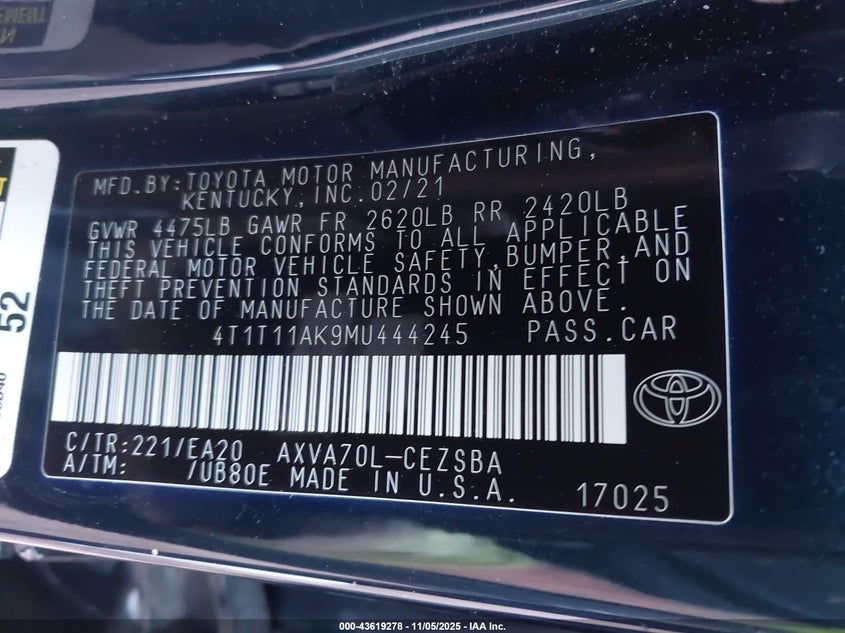 MFD.BY:TOYOTA MOTOR MANUFACTURING,
KENTUCKY,INC.02/21
GVWR 4475LB GAWR FR 2620LB RR 2420LB
THIS VEHICLE CONFORMS TO ALL APPLICABLE
FEDERAL MOTOR VEHICLE SAFETY,BUMPER,AND
THEFT PREVENTION STANDARDS IN EFFECT ON
THE DATE OF MANUFACTURE SHOWN ABOVE.
4T1T11AK9MU444245 PASS.CAR
C/TR:221/EA20 AXVA70L-CEZSBA
A/TM: /UB80E MADE IN U.S.A. 17025
52
000-43619278 - 11/05/2025 - IAA Inc.